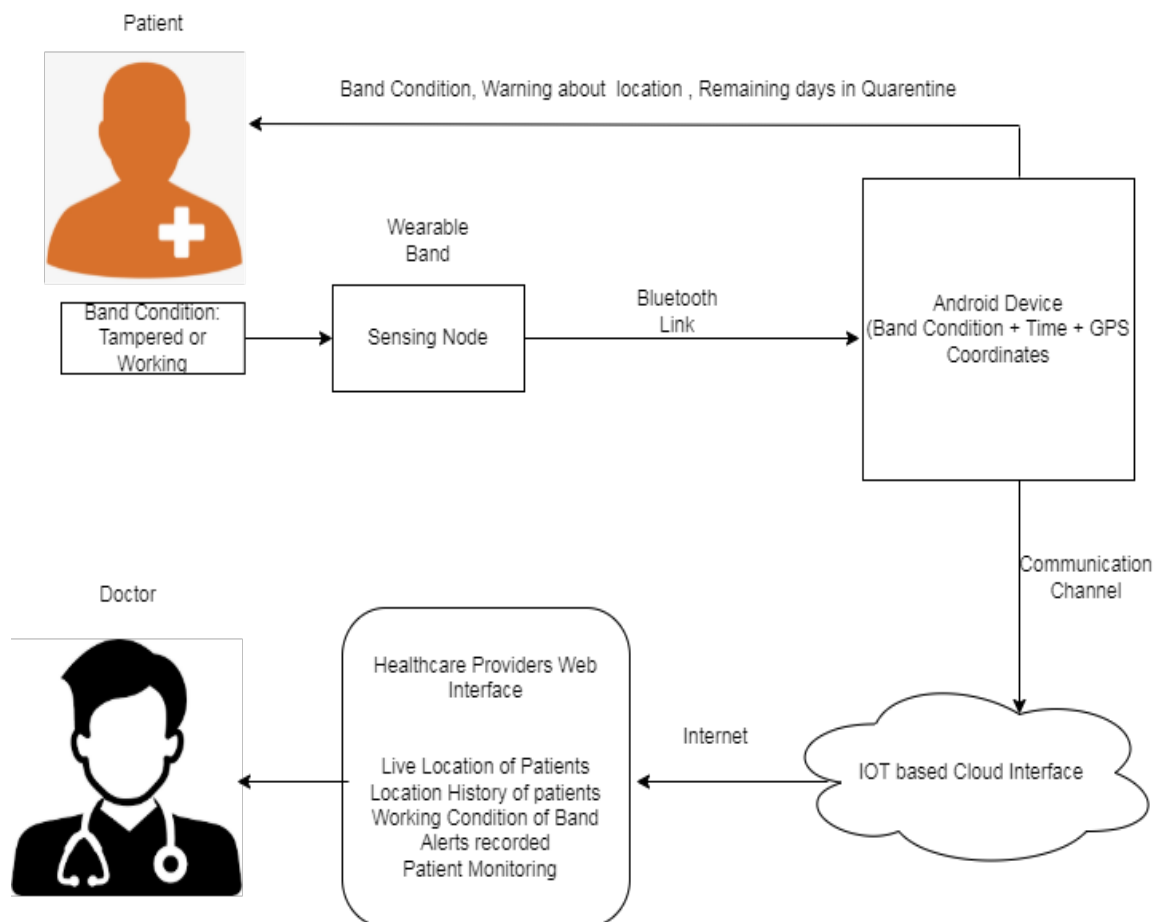 Patient
Band Condition, Warning about location , Remaining days in Quarentine
Wearable
Band
Band Condition:
Tampered or
Working
Sensing Node
Bluetooth
Link
Android Device
(Band Condition + Time + GPS
Coordinates
Communication
Channel
Doctor
Healthcare Providers Web
Interface
Live Location of Patients
Location History of patients
Working Condition of Band
Alerts recorded
Patient Monitoring
Internet
IOT based Cloud Interface